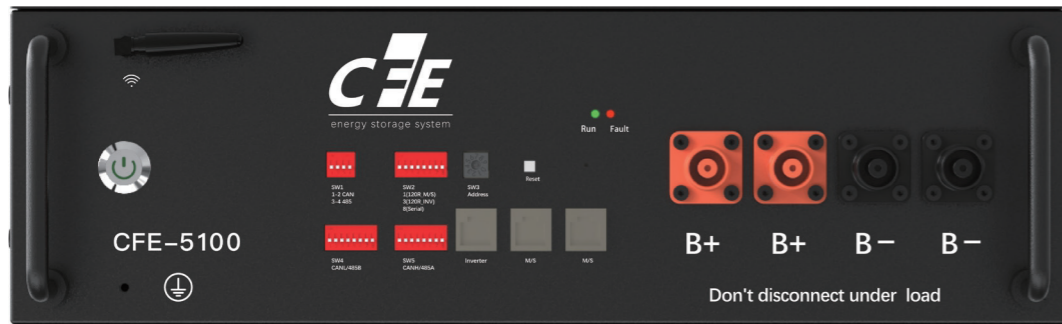 CFE
energy storage system
Run Fault
SW1
1-2 CAN
3-4 485
SW2
1(120R_M/S)
3(120R_INV)
8(Serial)
SW3
Address
Reset
CFE-5100
SW4
CANL/485B
SW5
CANH/485A
Inverter
M/S
M/S
B+ B+ B- B-
Don't disconnect under load